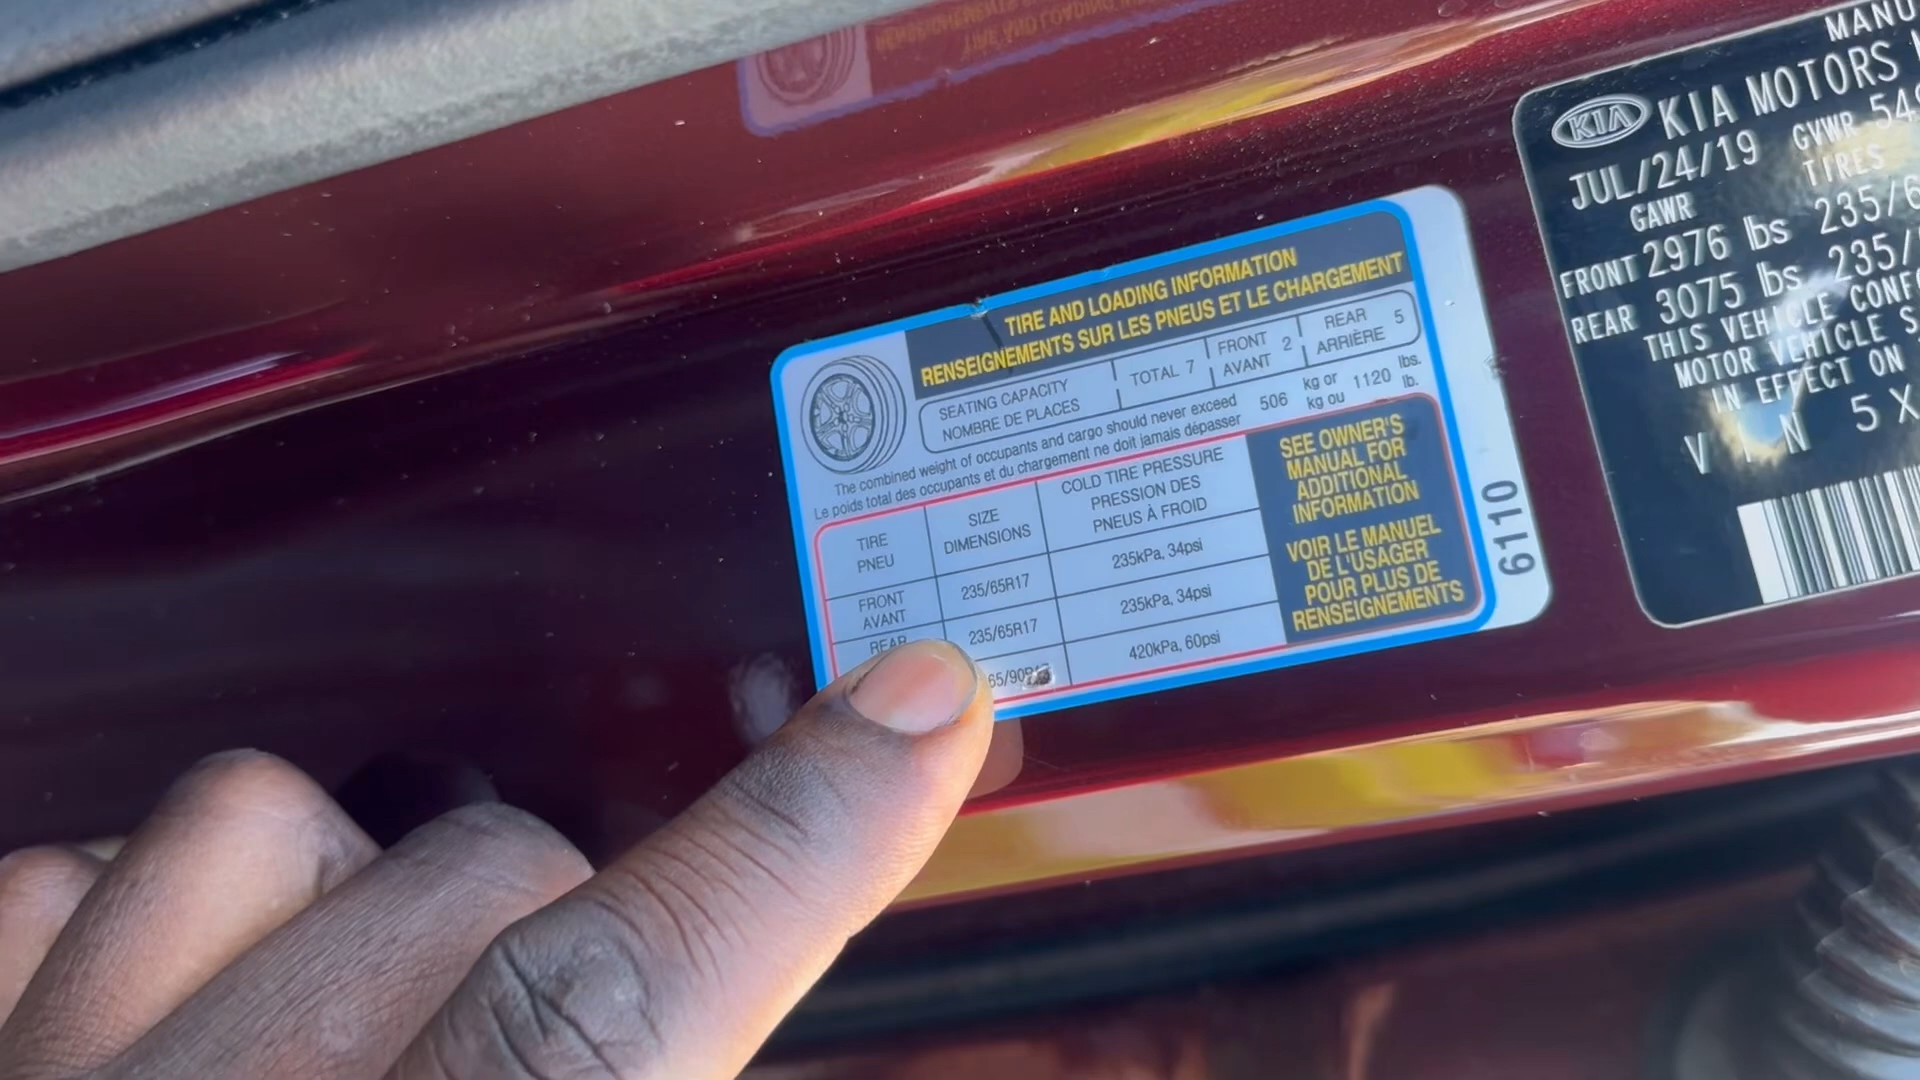 TIRE AND LOADING INFORMATION
RENSEIGNEMENTS SUR LES PNEUS ET LE CHARGEMENT
SEATING CAPACITY
NOMBRE DE PLACES
TOTAL 7
FRONT
AVANT 2
REAR
ARRIÈRE 5
The combined weight of occupants and cargo should never exceed 506 kg or 1120 lbs.
Le poids total des occupants et du chargement ne doit jamais dépasser kg ou lb.
TIRE
PNEU
SIZE
DIMENSIONS
COLD TIRE PRESSURE
PRESSION DES
PNEUS À FROID
FRONT
AVANT
235/65R17
235kPa, 34psi
REAR
235/65R17
235kPa, 34psi
420kPa, 60psi
SEE OWNER'S
MANUAL FOR
ADDITIONAL
INFORMATION
VOIR LE MANUEL
DE L'USAGER
POUR PLUS DE
RENSEIGNEMENTS
6110
KIA KIA MOTORS
JUL/24/19 GVWR
GAWR TIRES
FRONT 2976 lbs
REAR 3075 lbs
THIS VEHICLE
MOTOR VEHICLE
IN EFFECT ON
VIN 5X